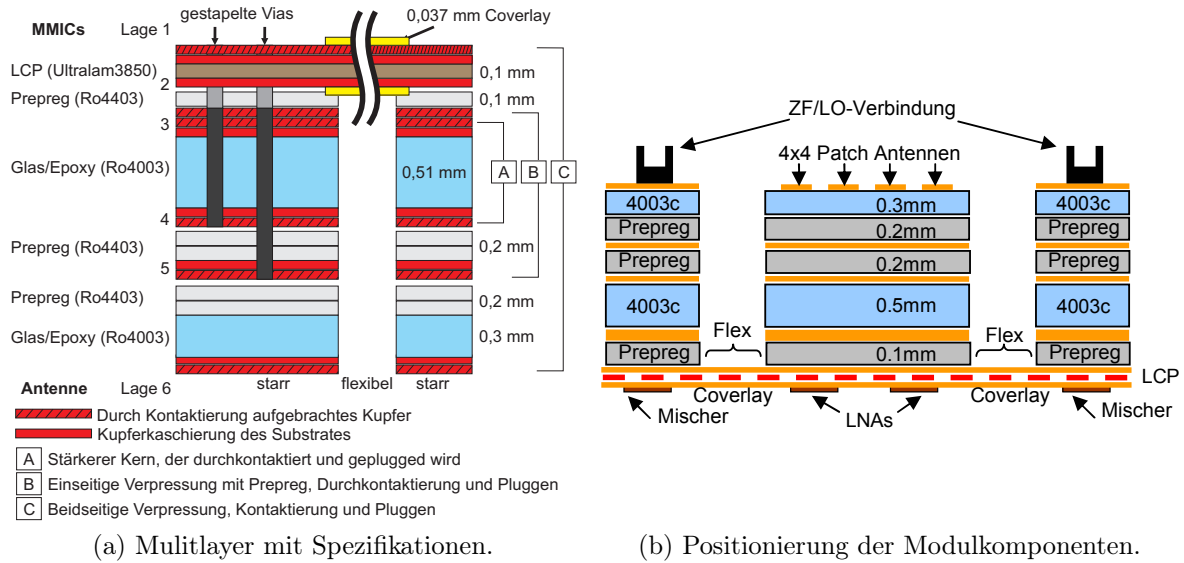 gestapelte Vias
0,037 mm Coverlay
MMICs Lage 1
LCP (Ultralam3850)
0,1 mm
2
Prepreg (Ro4403)
0,1 mm
3
Glas/Epoxy (Ro4003)
0,51 mm
A
B
C
4
Prepreg (Ro4403)
0,2 mm
5
Prepreg (Ro4403)
0,2 mm
Glas/Epoxy (Ro4003)
0,3 mm
Antenne Lage 6
starr flexibel starr
Durch Kontaktierung aufgebrachtes Kupfer
Kupferkaschierung des Substrates
A Stärkerer Kern, der durchkontaktiert und geplugged wird
B Einseitige Verpressung mit Prepreg, Durchkontaktierung und Pluggen
C Beidseitige Verpressung, Kontaktierung und Pluggen
(a) Mulitlayer mit Spezifikationen.
ZF/LO-Verbindung
4x4 Patch Antennen
4003c 0.3mm 4003c
Prepreg 0.2mm Prepreg
Prepreg 0.2mm Prepreg
4003c 0.5mm 4003c
Flex Flex
Prepreg 0.1mm Prepreg
LCP
Coverlay Coverlay
Mischer LNAs Mischer
(b) Positionierung der Modulkomponenten.